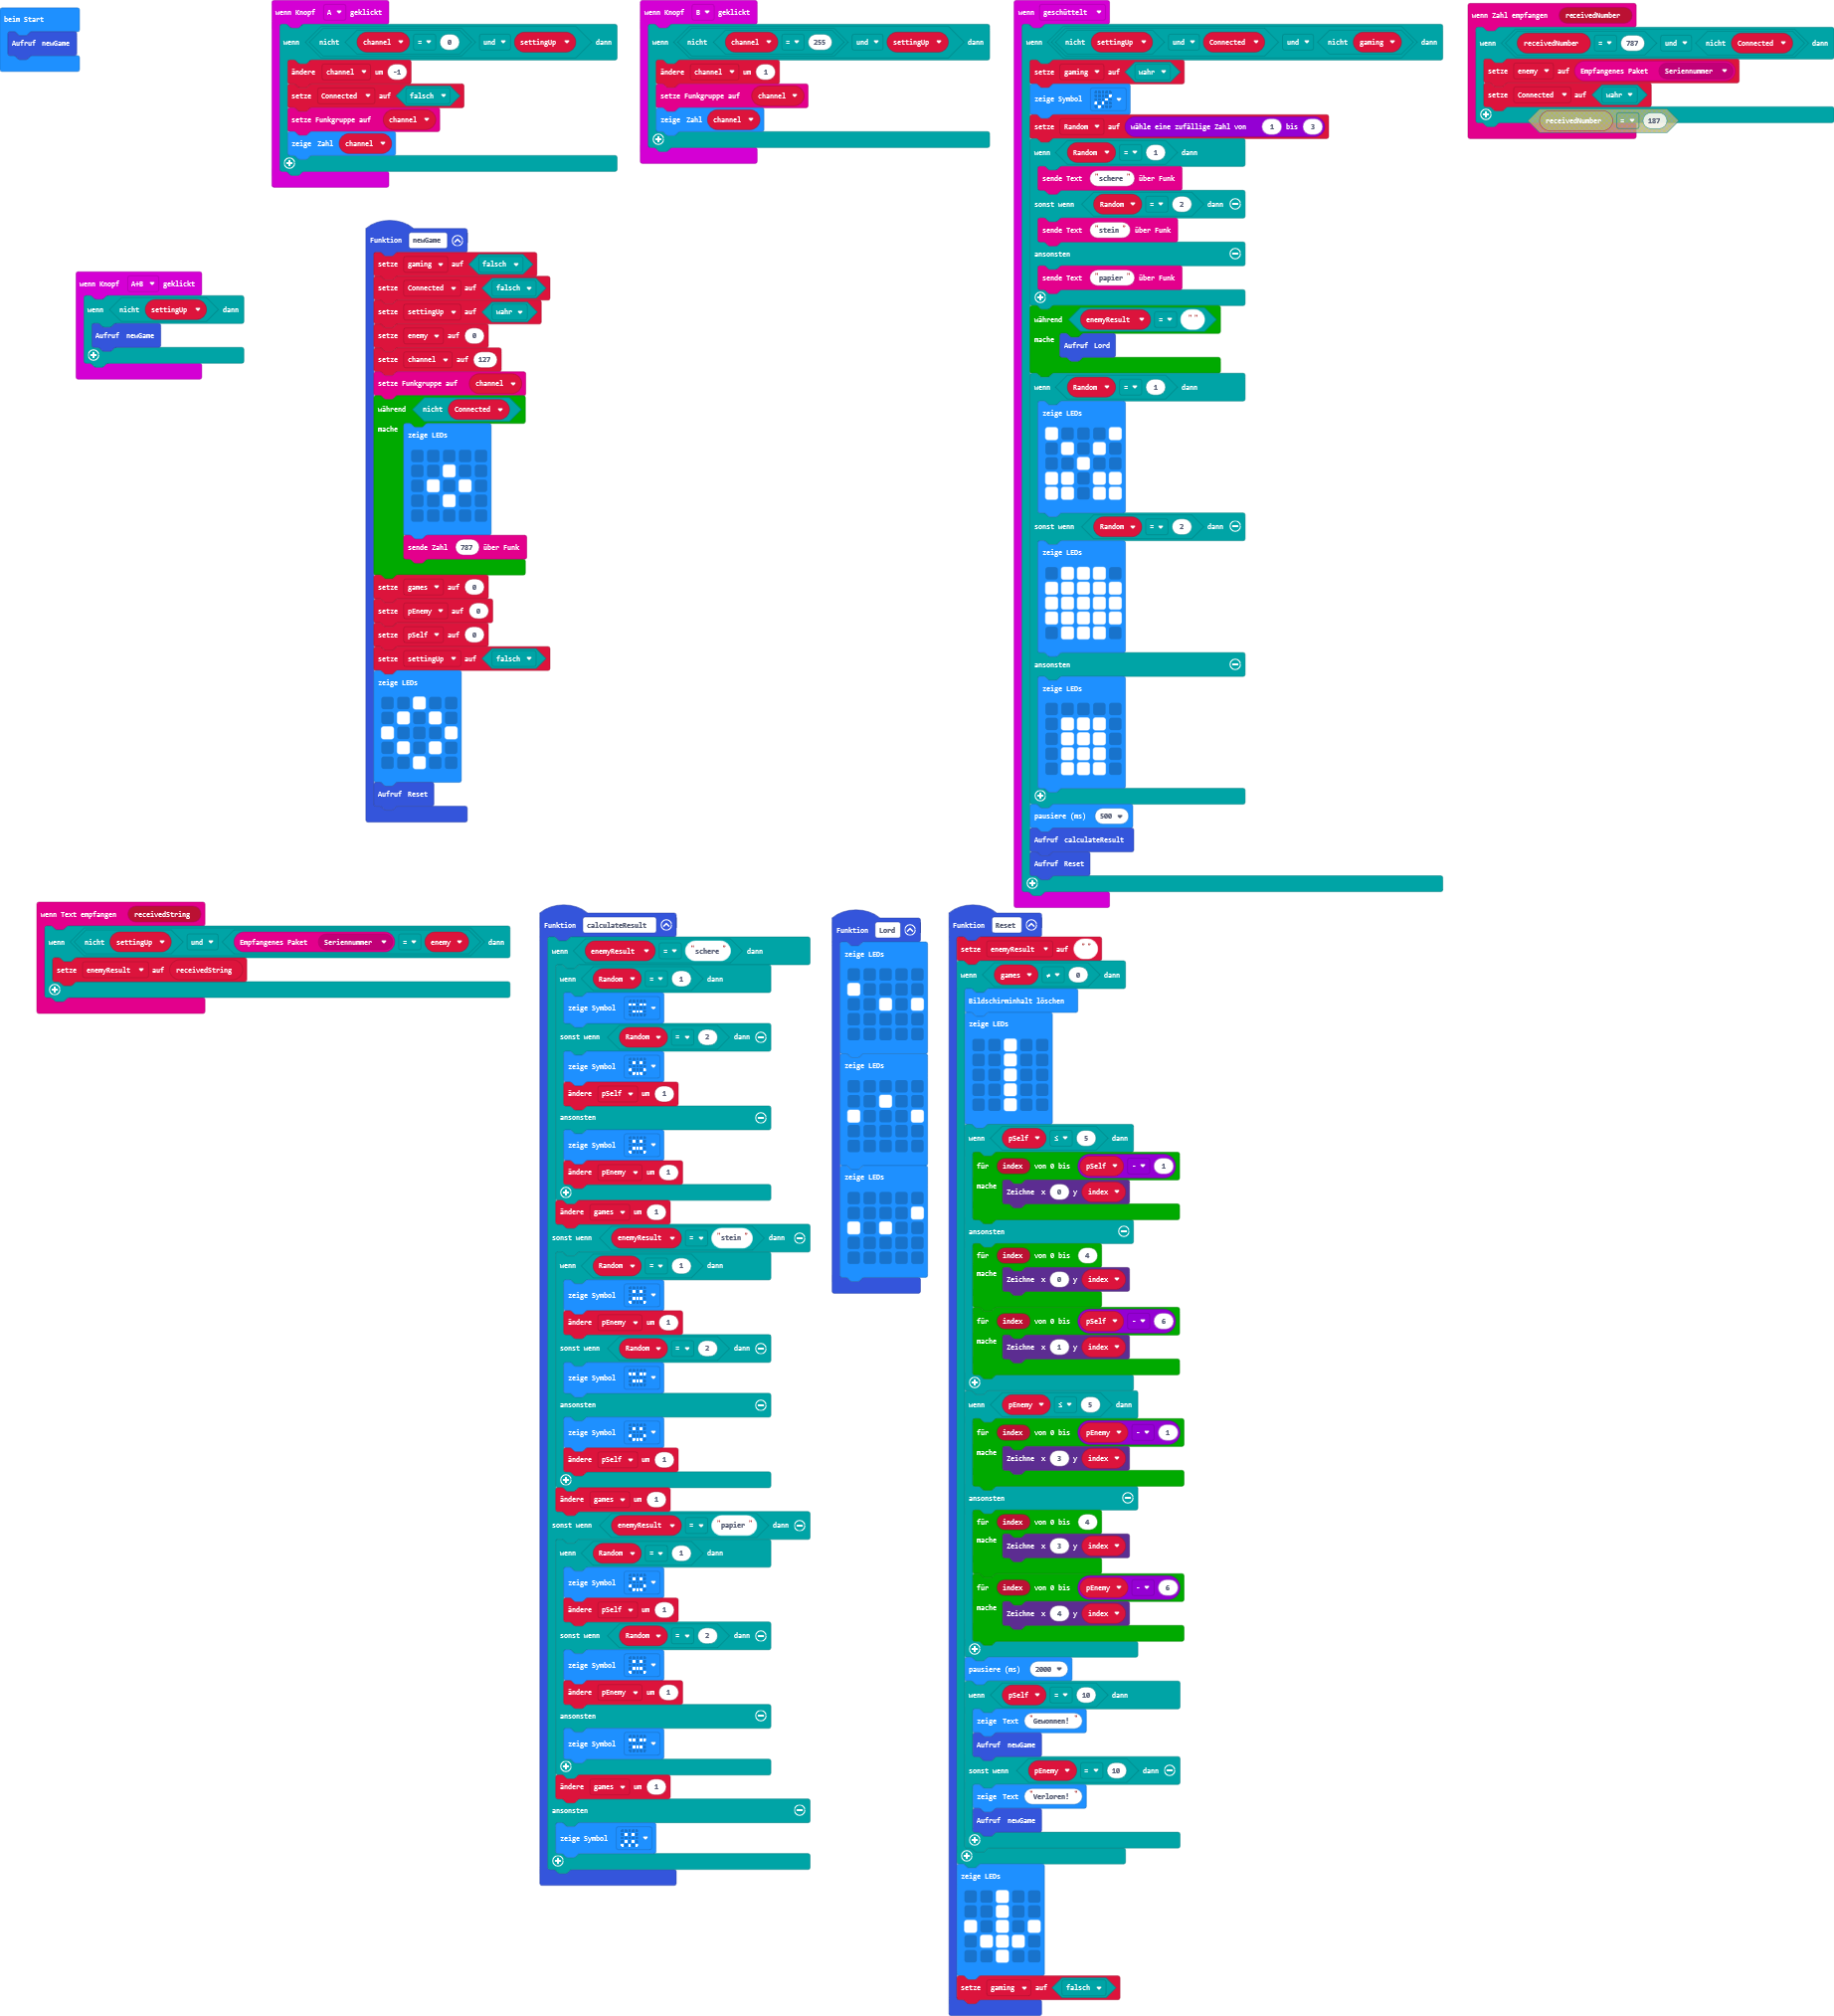 beim Start
Aufruf newGame
wenn Knopf A geklickt
wenn nicht channel = 0 und settingUp dann
ändere channel um -1
setze Connected auf falsch
setze Funkgruppe auf channel
zeige Zahl channel
wenn Knopf B geklickt
wenn nicht channel = 255 und settingUp dann
ändere channel um 1
setze Funkgruppe auf channel
zeige Zahl channel
wenn geschüttelt
wenn nicht settingUp und Connected und nicht gaming dann
setze gaming auf wahr
zeige Symbol
setze Random auf wähle eine zufällige Zahl von 1 bis 3
wenn Random = 1 dann
sende Text "schere" über Funk
sonst wenn Random = 2 dann
sende Text "stein" über Funk
ansonsten
sende Text "papier" über Funk
während enemyResult = ""
mache Aufruf Lord
wenn Random = 1 dann
zeige LEDs
sonst wenn Random = 2 dann
zeige LEDs
ansonsten
zeige LEDs
pausiere (ms) 500
Aufruf calculateResult
Aufruf Reset
wenn Zahl empfangen receivedNumber
wenn receivedNumber = 787 und nicht Connected dann
setze enemy auf Empfangenes Paket Seriennummer
setze Connected auf wahr
receivedNumber = 187
wenn Knopf A+B geklickt
wenn nicht settingUp dann
Aufruf newGame
Funktion newGame
setze gaming auf falsch
setze Connected auf falsch
setze settingUp auf wahr
setze enemy auf 0
setze channel auf 127
setze Funkgruppe auf channel
während nicht Connected
mache zeige LEDs
sende Zahl 787 über Funk
setze games auf 0
setze pEnemy auf 0
setze pSelf auf 0
setze settingUp auf falsch
zeige LEDs
Aufruf Reset
wenn Text empfangen receivedString
wenn nicht settingUp und Empfangenes Paket Seriennummer = enemy dann
setze enemyResult auf receivedString
Funktion calculateResult
wenn enemyResult = "schere" dann
wenn Random = 1 dann
zeige Symbol
sonst wenn Random = 2 dann
zeige Symbol
ändere pSelf um 1
ansonsten
zeige Symbol
ändere pEnemy um 1
ändere games um 1
sonst wenn enemyResult = "stein" dann
wenn Random = 1 dann
zeige Symbol
ändere pEnemy um 1
sonst wenn Random = 2 dann
zeige Symbol
ansonsten
zeige Symbol
ändere pSelf um 1
ändere games um 1
sonst wenn enemyResult = "papier" dann
wenn Random = 1 dann
zeige Symbol
ändere pSelf um 1
sonst wenn Random = 2 dann
zeige Symbol
ändere pEnemy um 1
ansonsten
zeige Symbol
ändere games um 1
ansonsten
zeige Symbol
Funktion Lord
zeige LEDs
zeige LEDs
zeige LEDs
Funktion Reset
setze enemyResult auf ""
wenn games ≠ 0 dann
Bildschirminhalt löschen
zeige LEDs
wenn pSelf ≤ 5 dann
für index von 0 bis pSelf - 1
mache Zeichne x 0 y index
ansonsten
für index von 0 bis 4
mache Zeichne x 0 y index
für index von 0 bis pSelf - 6
mache Zeichne x 1 y index
wenn pEnemy ≤ 5 dann
für index von 0 bis pEnemy - 1
mache Zeichne x 3 y index
ansonsten
für index von 0 bis 4
mache Zeichne x 3 y index
für index von 0 bis pEnemy - 6
mache Zeichne x 4 y index
pausiere (ms) 2000
wenn pSelf = 10 dann
zeige Text "Gewonnen!"
Aufruf newGame
sonst wenn pEnemy = 10 dann
zeige Text "Verloren!"
Aufruf newGame
zeige LEDs
setze gaming auf falsch